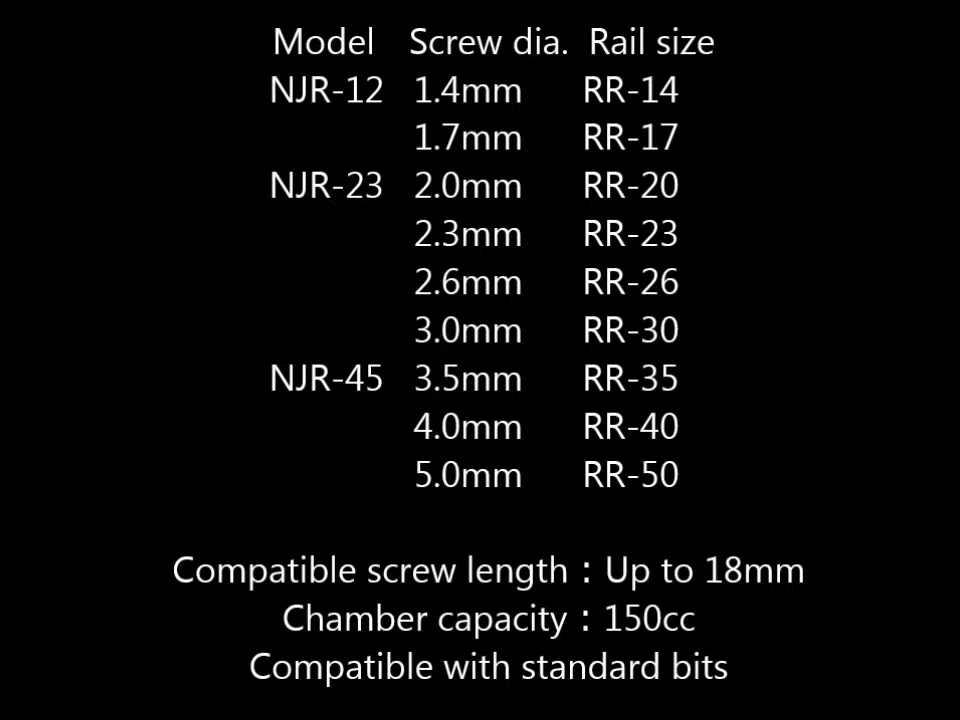 Model Screw dia. Rail size
NJR-12 1.4mm RR-14
1.7mm RR-17
NJR-23 2.0mm RR-20
2.3mm RR-23
2.6mm RR-26
3.0mm RR-30
NJR-45 3.5mm RR-35
4.0mm RR-40
5.0mm RR-50
Compatible screw length：Up to 18mm
Chamber capacity：150cc
Compatible with standard bits